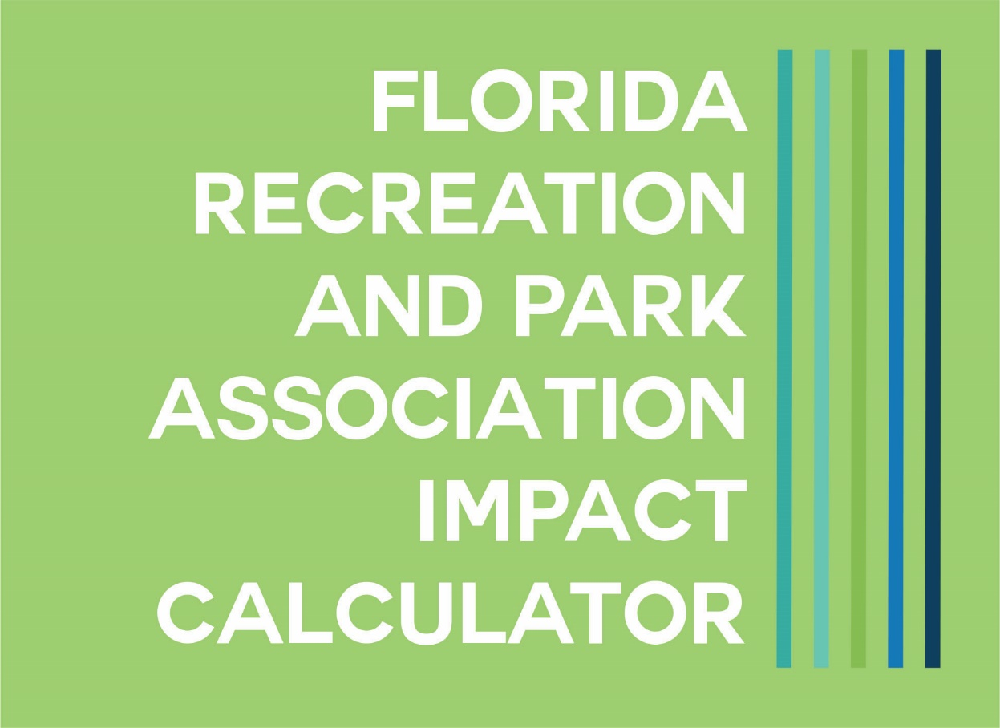 FLORIDA
RECREATION
AND PARK
ASSOCIATION
IMPACT
CALCULATOR